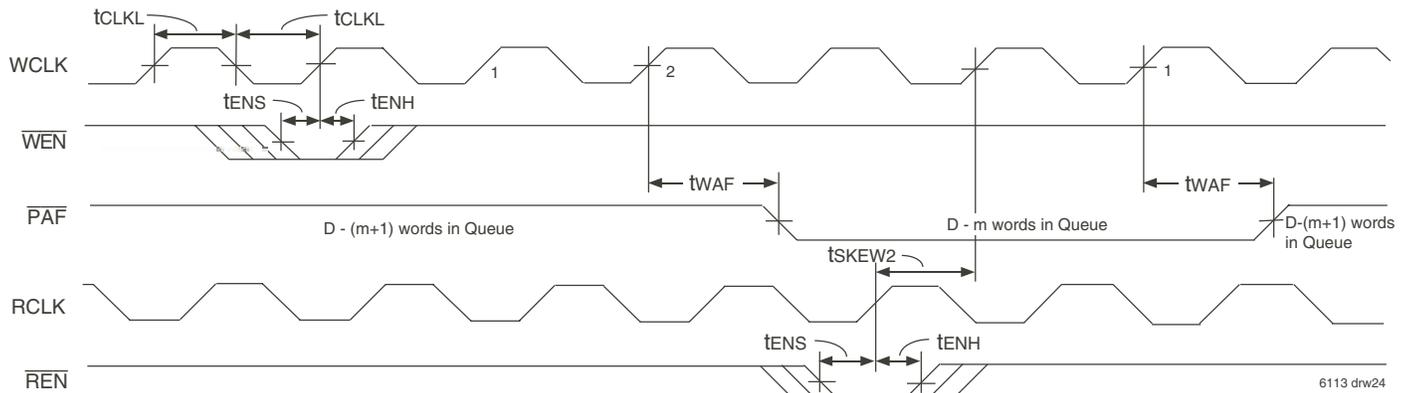 tCLKL tCLKL
WCLK 1 2 1
tENS tENH
WEN
tWAF tWAF
PAF
D - (m+1) words in Queue
D - m words in Queue
D-(m+1) words
in Queue
tSKEW2
RCLK
tENS tENH
REN
6113 drw24